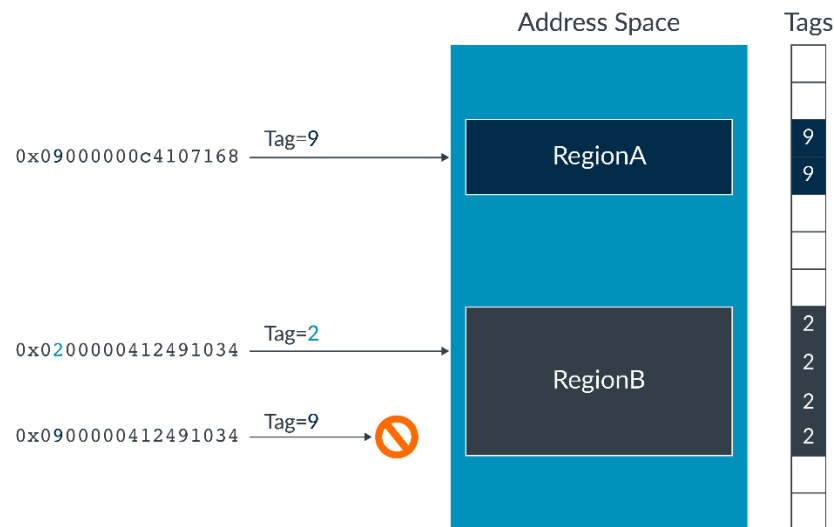 Address Space
Tags
Tag=9
0x09000000c4107168
RegionA
9
9
Tag=2
0x0200000412491034
RegionB
2
2
2
2
Tag=9
0x0900000412491034